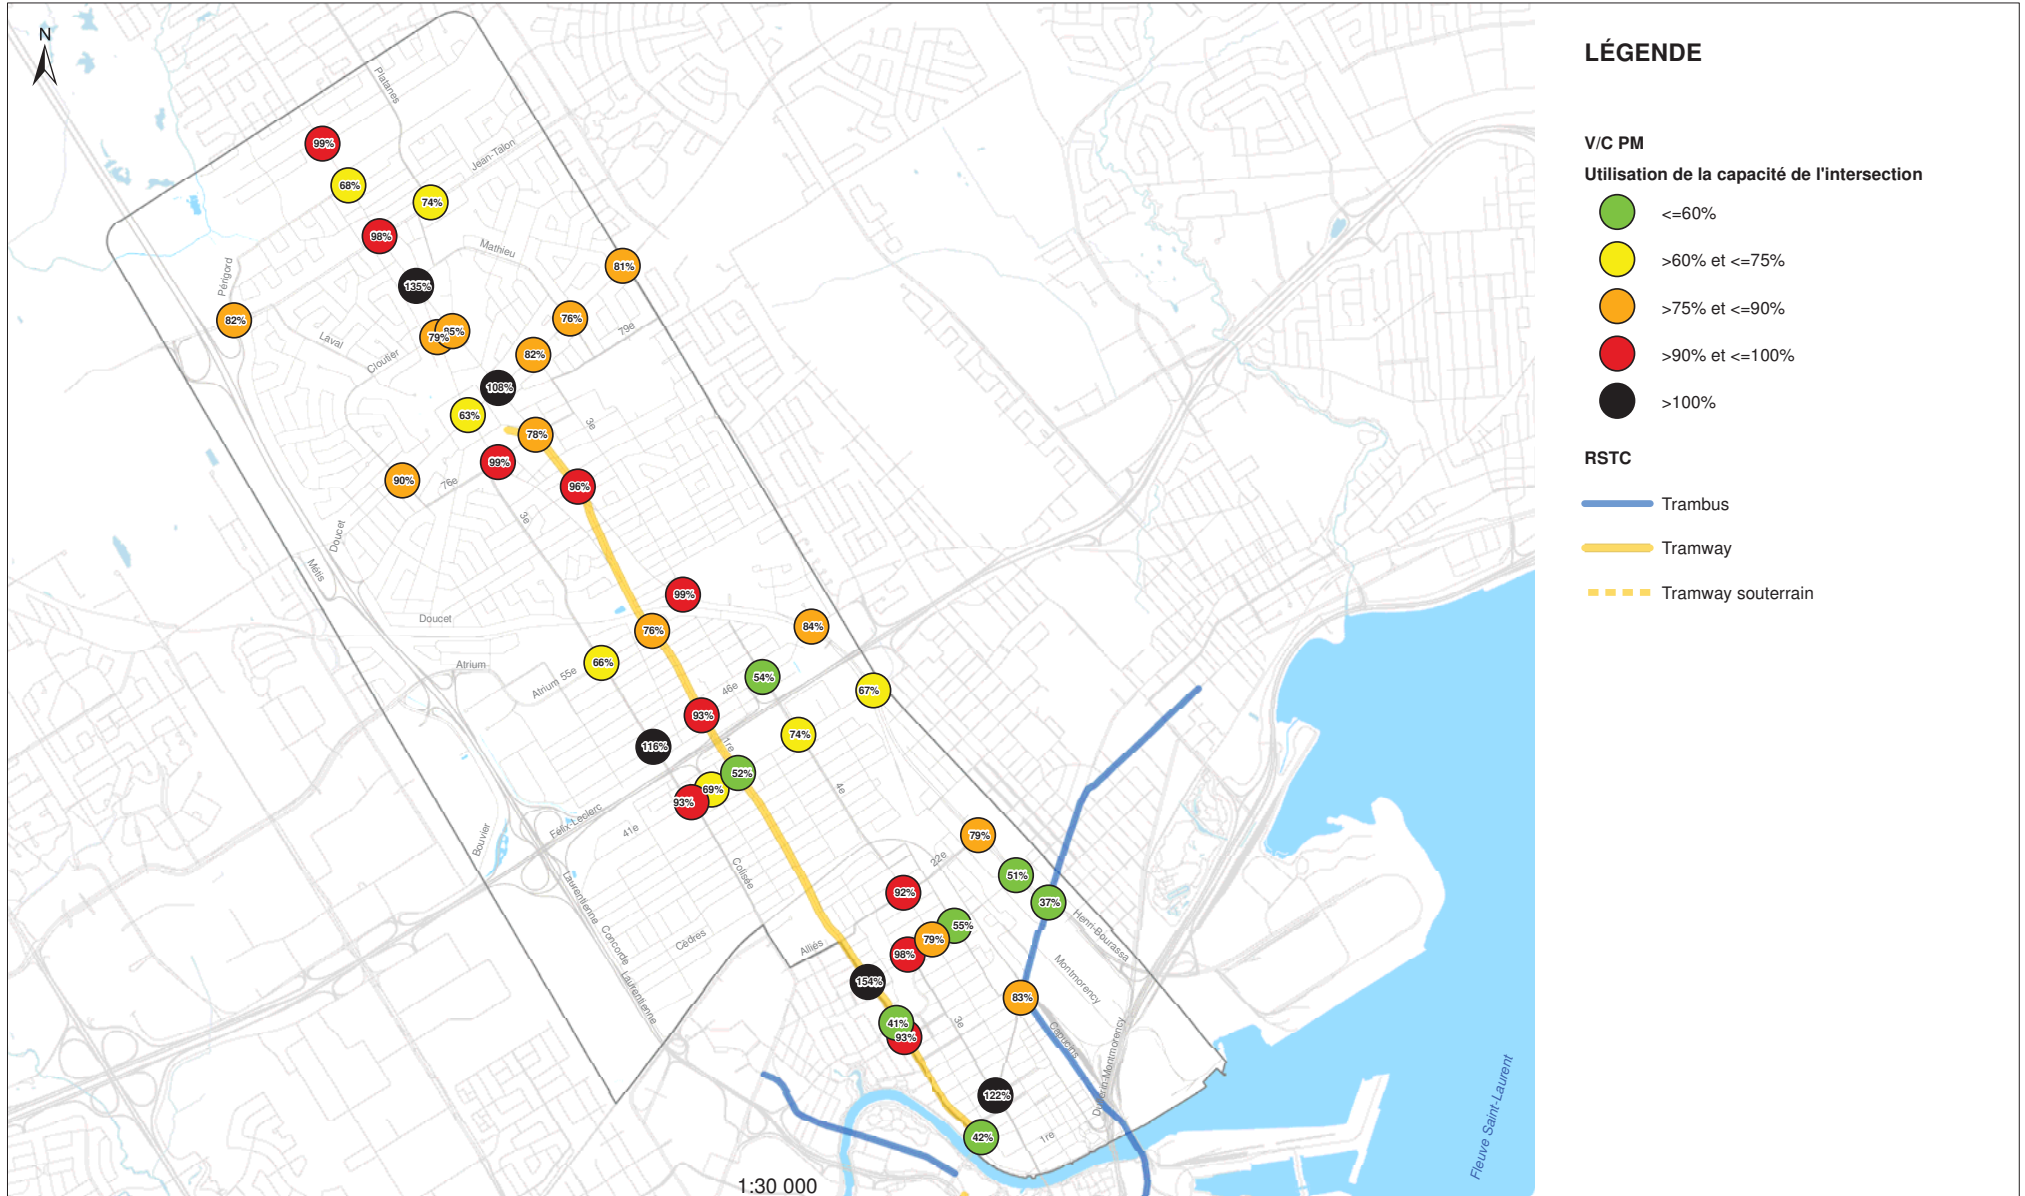 N
LÉGENDE
V/C PM
Utilisation de la capacité de l'intersection
<=60%
>60% et <=75%
>75% et <=90%
>90% et <=100%
>100%
RSTC
Trambus
Tramway
Tramway souterrain
Platanes
Jean-Talon
99%
68%
74%
98%
Mathieu
81%
Périgord
135%
82%
76%
79e
Laval
Cloutier
79%
85%
82%
108%
63%
3e
78%
99%
96%
90%
76e
3e
Doucet
Métis
99%
Doucet
76%
84%
Atrium
66%
Atrium 55e
54%
46e
67%
93%
1re
74%
116%
52%
69%
93%
4e
Félix-Leclerc
41e
Bouvier
79%
22e
Colisée
51%
92%
37%
Laurentienne
55%
Henri-Bourassa
Concorde
Cèdres
Alliés
79%
98%
Montmorency
Laurentienne
154%
83%
41%
3e
93%
Capucins
Dufferin-Montmorency
122%
42%
1re
Fleuve Saint-Laurent
1:30 000